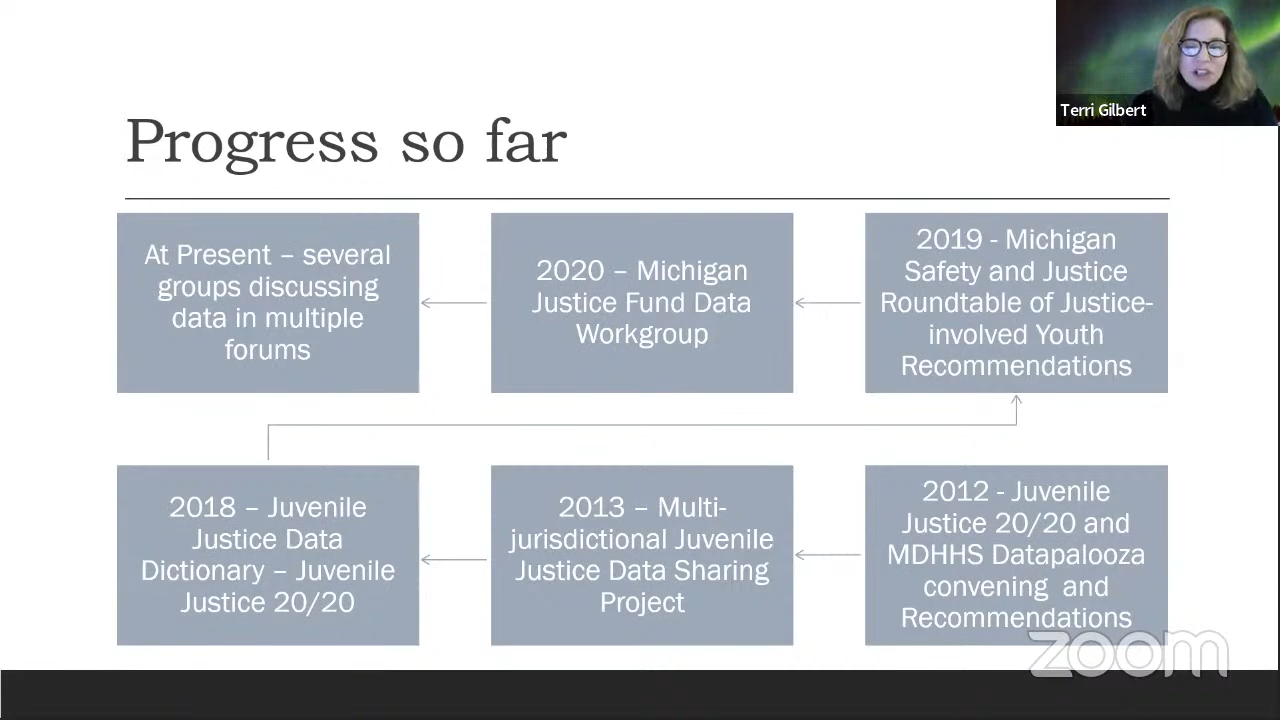 Terri Gilbert
Progress so far
At Present – several
groups discussing
data in multiple
forums
2020 – Michigan
Justice Fund Data
Workgroup
2019 - Michigan
Safety and Justice
Roundtable of Justice-
involved Youth
Recommendations
2018 – Juvenile
Justice Data
Dictionary – Juvenile
Justice 20/20
2013 – Multi-
jurisdictional Juvenile
Justice Data Sharing
Project
2012 - Juvenile
Justice 20/20 and
MDHHS Datapalooza
convening and
Recommendations
zoom